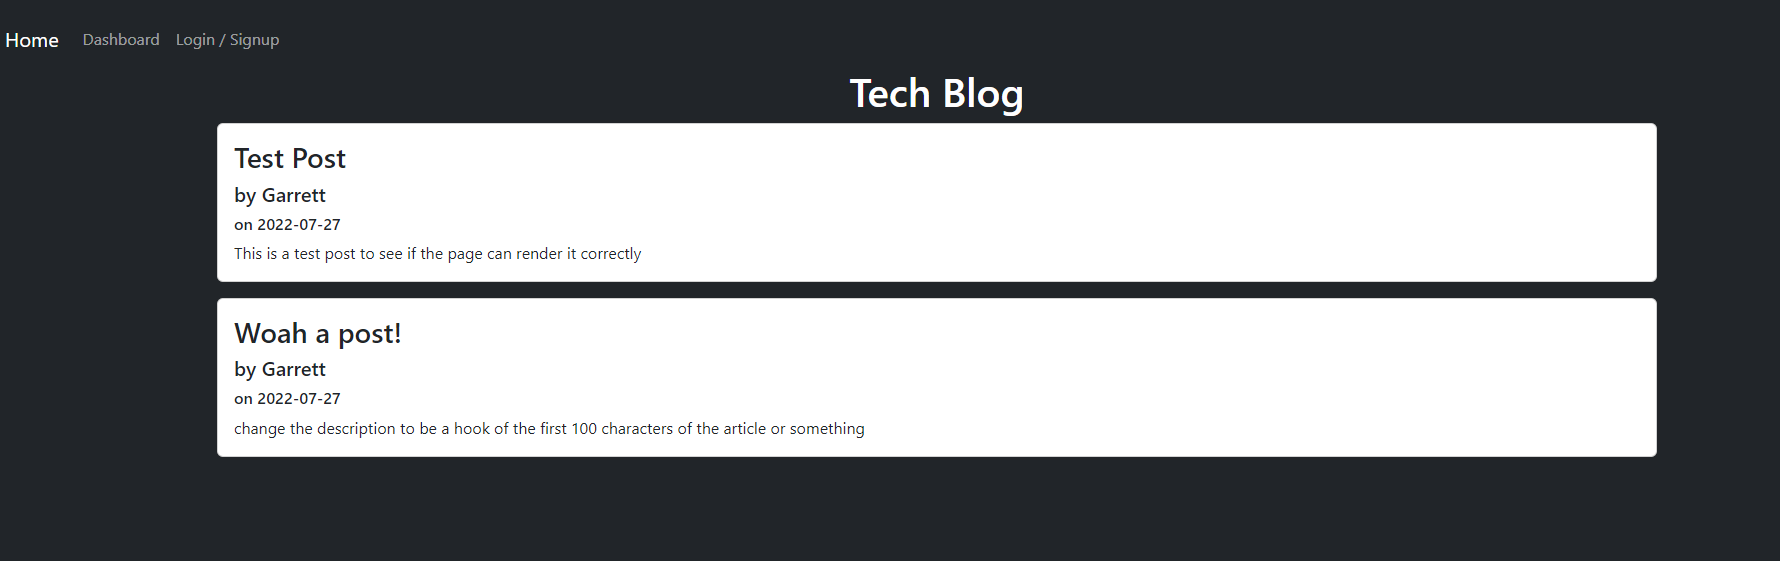 Home Dashboard Login / Signup
Tech Blog
Test Post
by Garrett
on 2022-07-27
This is a test post to see if the page can render it correctly
Woah a post!
by Garrett
on 2022-07-27
change the description to be a hook of the first 100 characters of the article or something